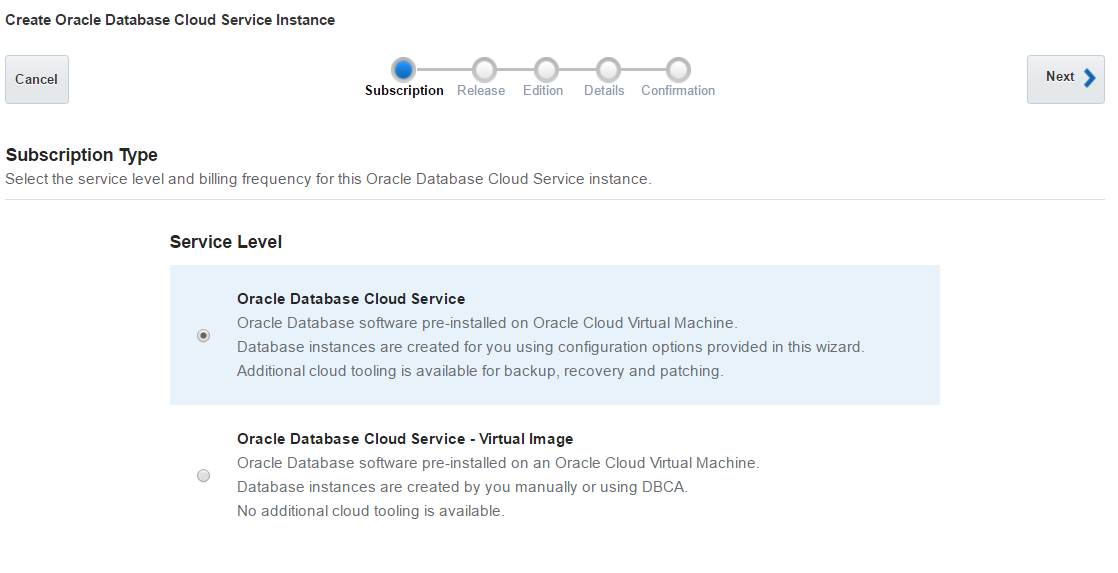 Create Oracle Database Cloud Service Instance
Cancel
Subscription
Release
Edition
Details
Confirmation
Next
Subscription Type
Select the service level and billing frequency for this Oracle Database Cloud Service instance.
Service Level
Oracle Database Cloud Service
Oracle Database software pre-installed on Oracle Cloud Virtual Machine.
Database instances are created for you using configuration options provided in this wizard.
Additional cloud tooling is available for backup, recovery and patching.
Oracle Database Cloud Service - Virtual Image
Oracle Database software pre-installed on an Oracle Cloud Virtual Machine.
Database instances are created by you manually or using DBCA.
No additional cloud tooling is available.